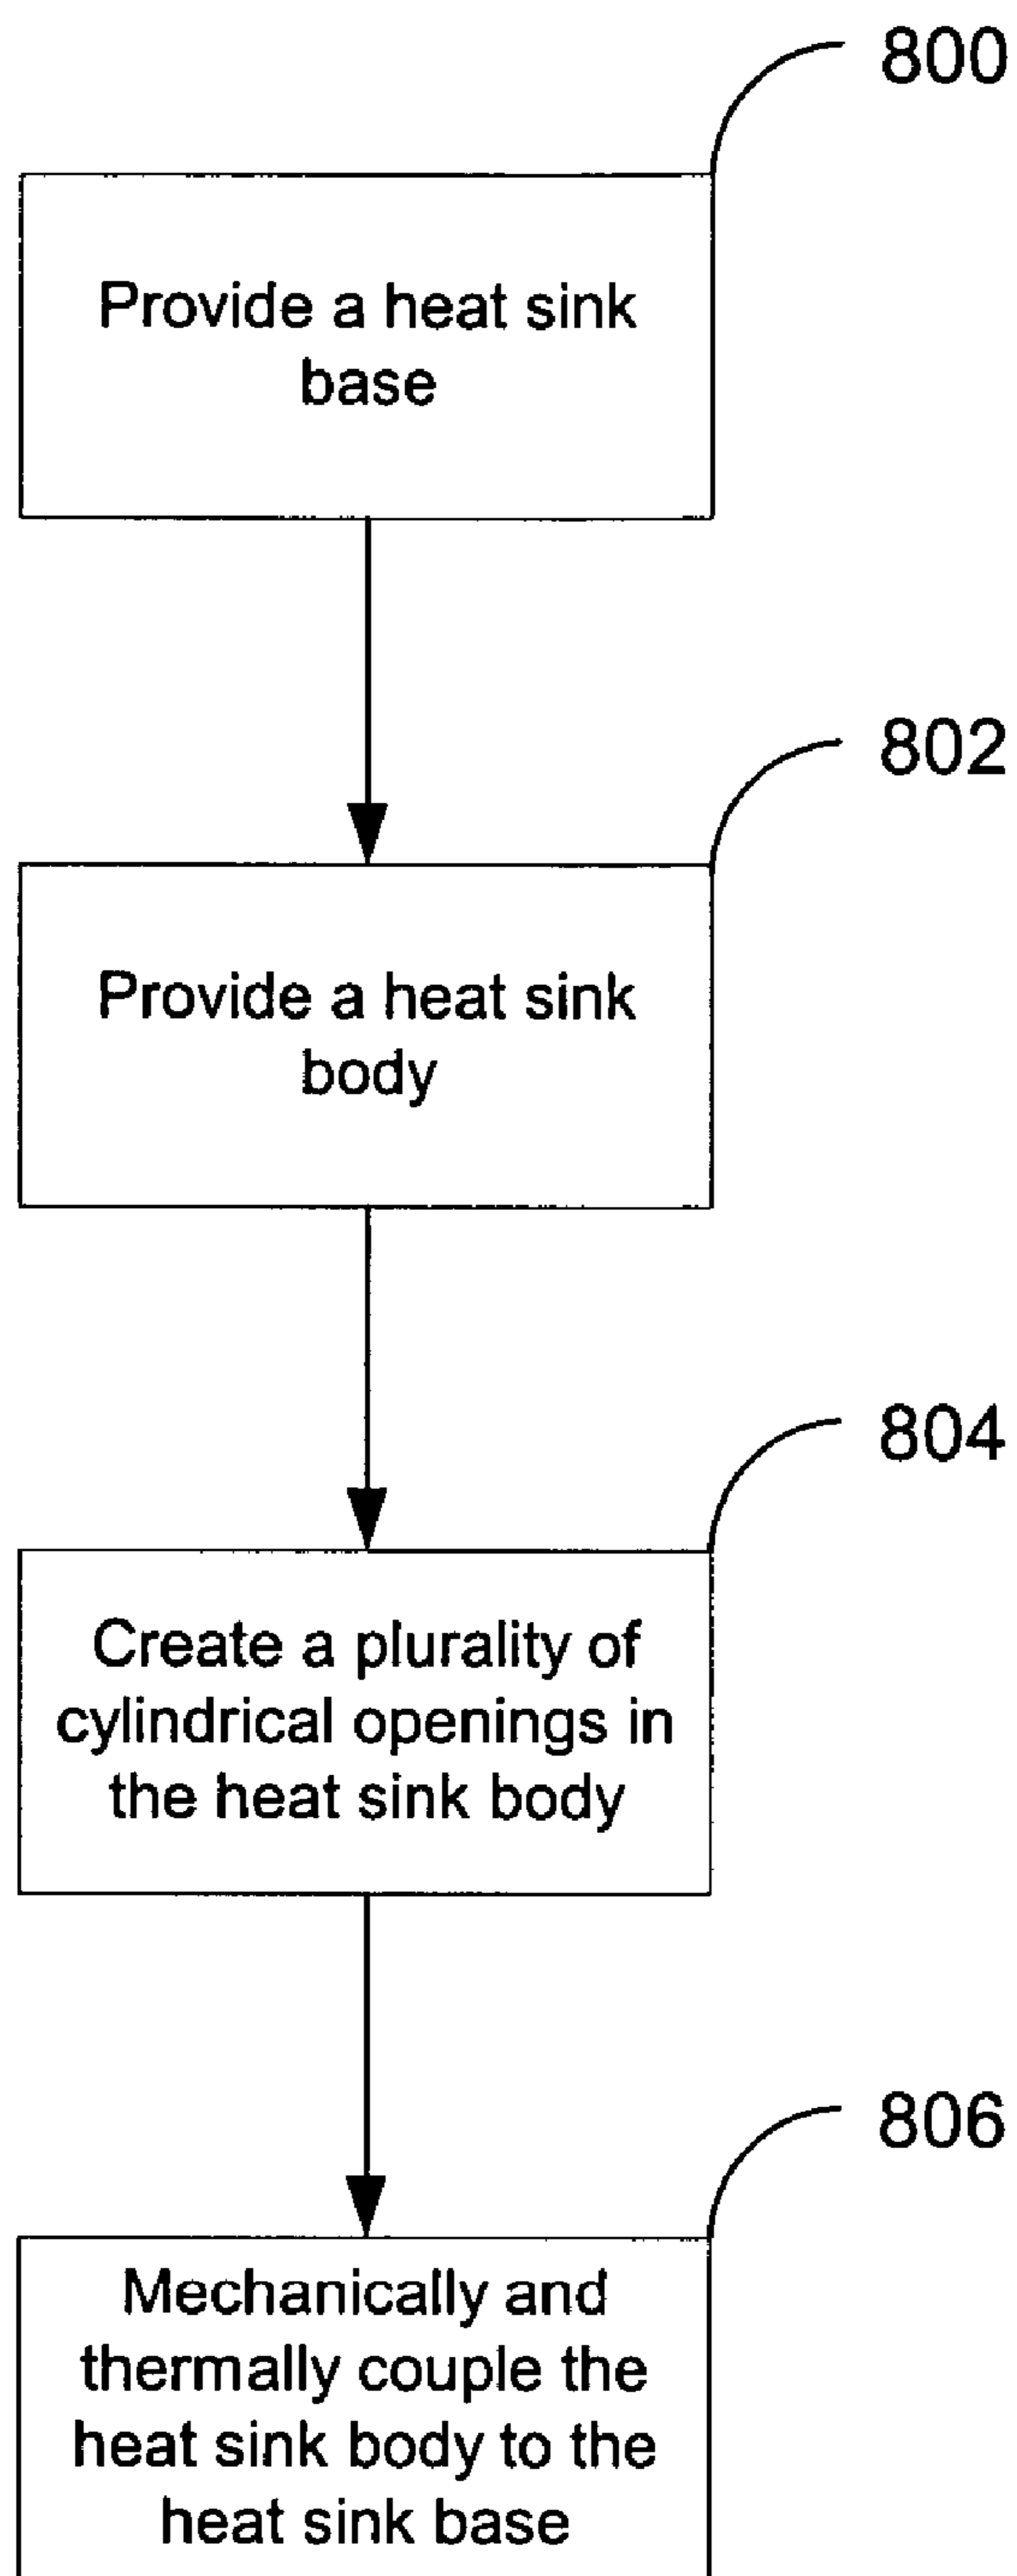 800
Provide a heat sink
base
802
Provide a heat sink
body
804
Create a plurality of
cylindrical openings in
the heat sink body
806
Mechanically and
thermally couple the
heat sink body to the
heat sink base